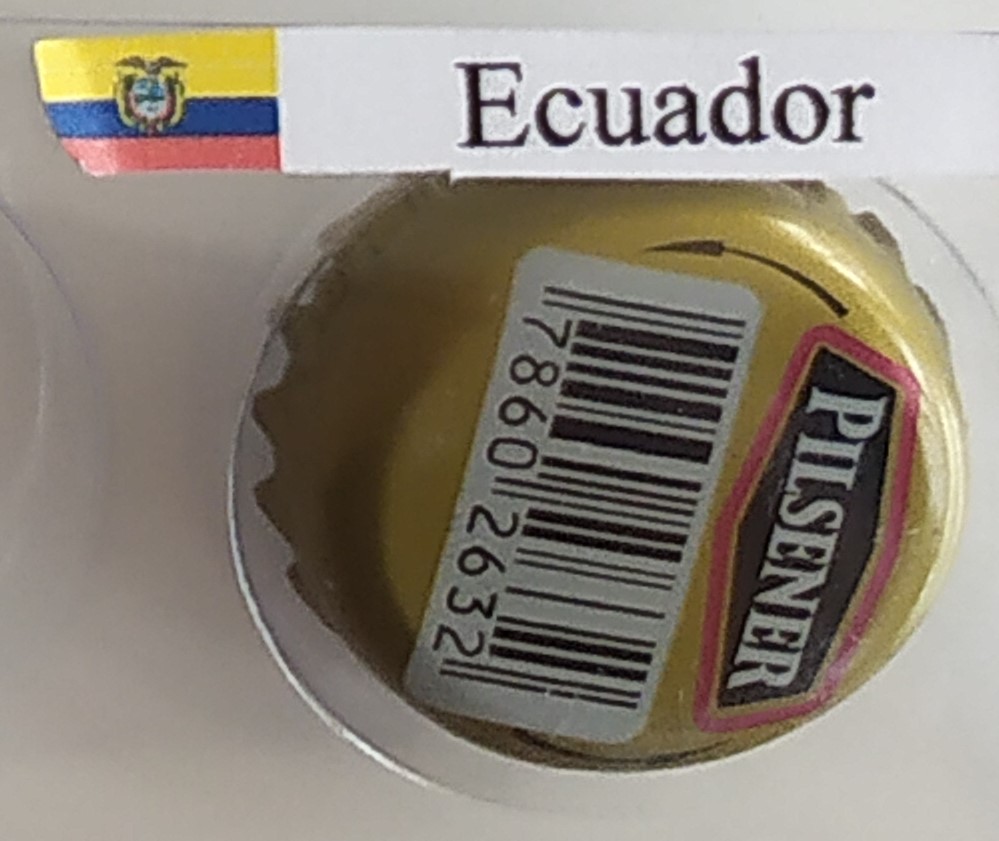 Ecuador
7860 2632
PILSENER